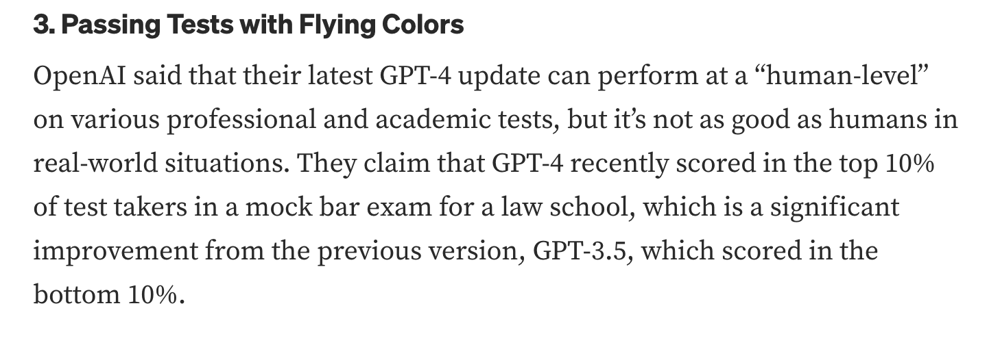 3. Passing Tests with Flying Colors
OpenAI said that their latest GPT-4 update can perform at a “human-level”
on various professional and academic tests, but it’s not as good as humans in
real-world situations. They claim that GPT-4 recently scored in the top 10%
of test takers in a mock bar exam for a law school, which is a significant
improvement from the previous version, GPT-3.5, which scored in the
bottom 10%.